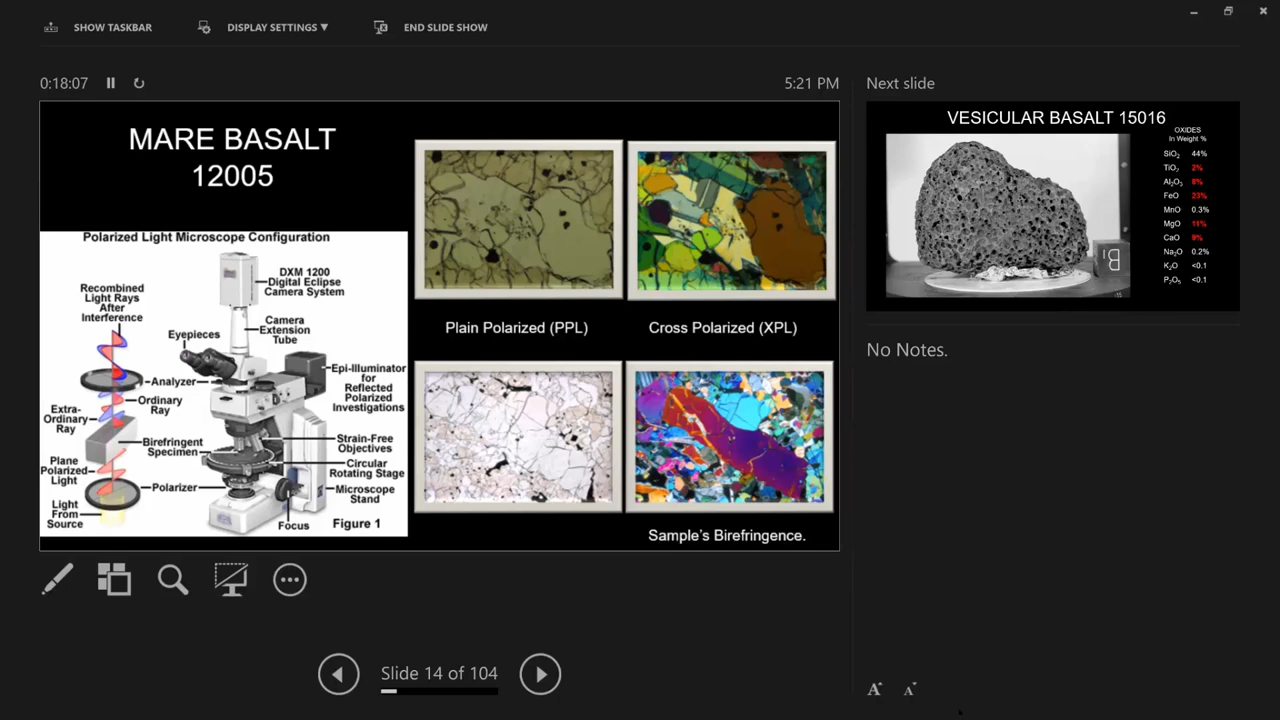 SHOW TASKBAR
DISPLAY SETTINGS ▼
END SLIDE SHOW
0:18:07
5:21 PM
MARE BASALT
12005
Polarized Light Microscope Configuration
DXM 1200
Digital Eclipse
Camera System
Recombined
Light Rays
After
Interference
Camera
Extension
Tube
Eyepieces
Epi-Illuminator
for
Reflected
Polarized
Investigations
Analyzer
Ordinary
Ray
Extra-
Ordinary
Ray
Birefringent
Specimen
Strain-Free
Objectives
Plane
Polarized
Light
Circular
Rotating Stage
Polarizer
Microscope
Stand
Light
From
Source
Focus
Figure 1
Plain Polarized (PPL)
Cross Polarized (XPL)
Sample's Birefringence.
Slide 14 of 104
Next slide
VESICULAR BASALT 15016
OXIDES
In Weight %
SiO₂ 44%
TiO₂ 2%
Al₂O₃ 8%
FeO 23%
MnO 0.3%
MgO 11%
CaO 9%
Na₂O 0.2%
K₂O <0.1
P₂O₅ <0.1
B1
No Notes.
A A